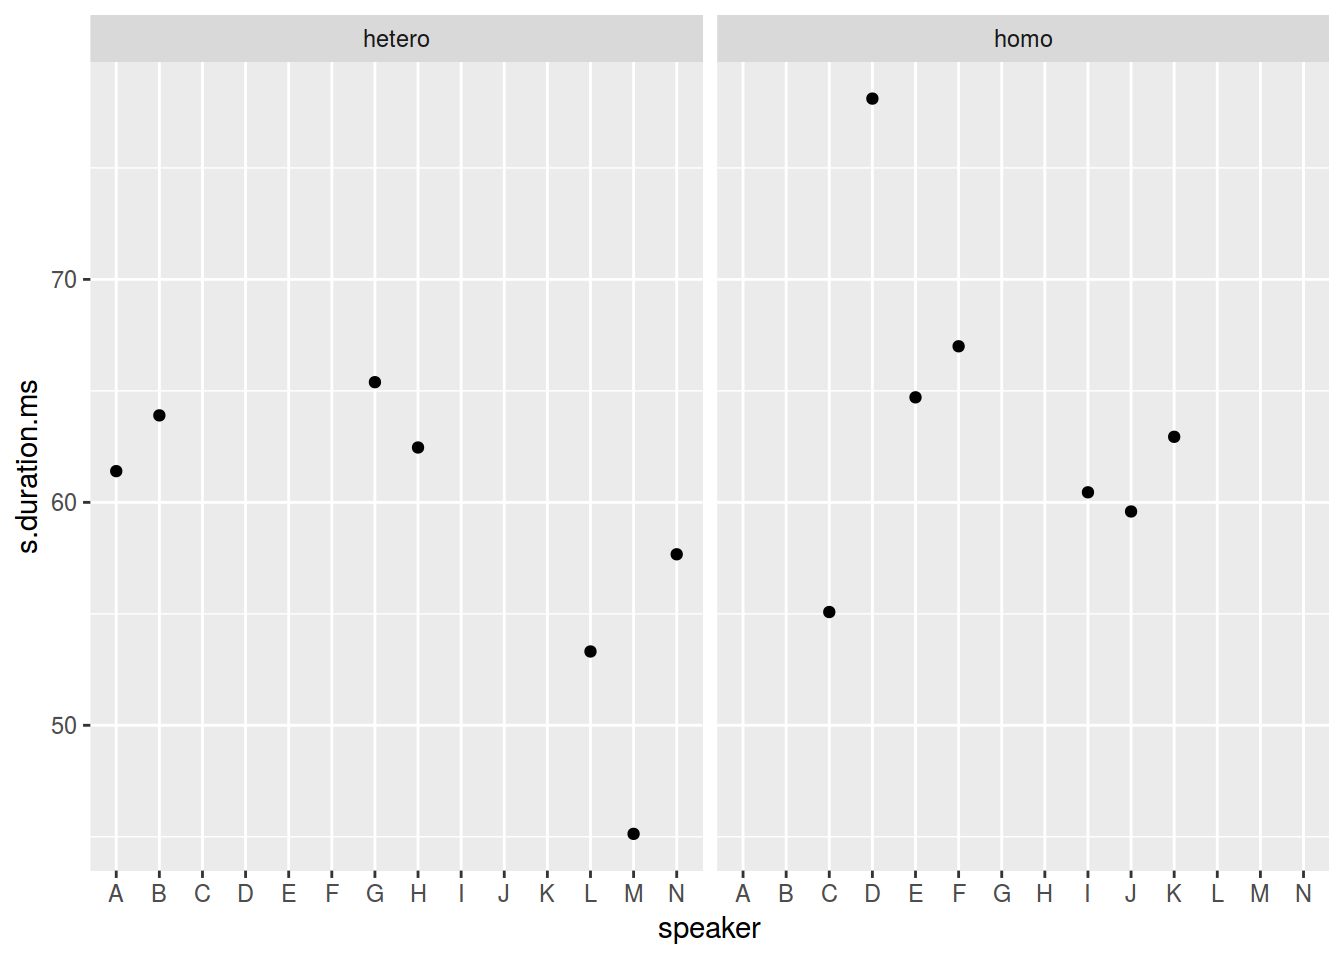 hetero homo
s.duration.ms
70
60
50
A B C D E F G H I J K L M N A B C D E F G H I J K L M N
speaker